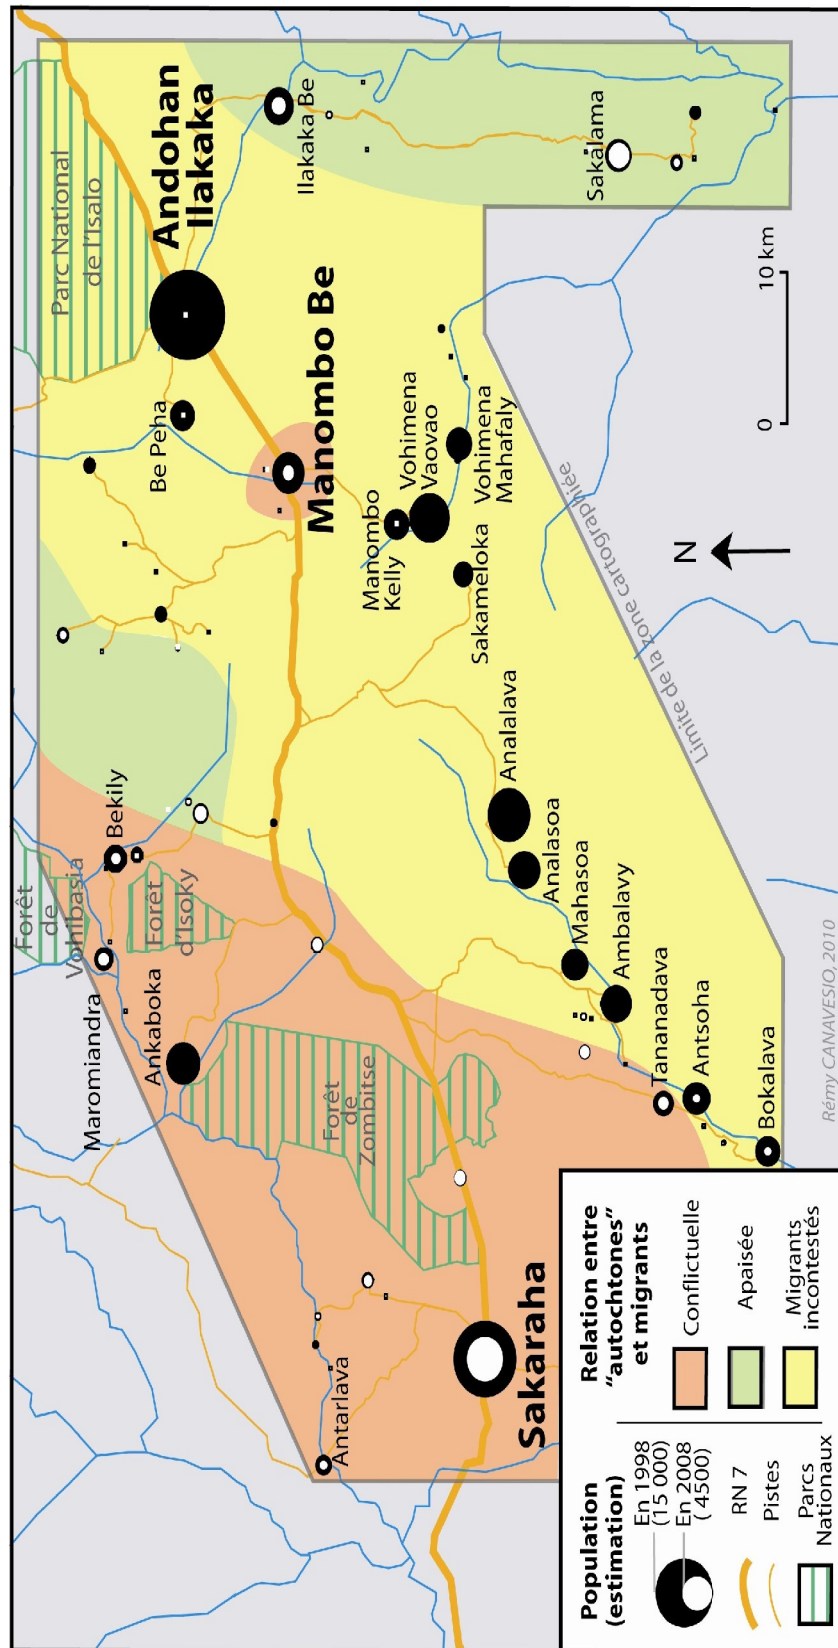 Parc National
de l'Isalo
Andohan
Ilakaka
Ilakaka Be
Be Peha
Manombo Be
Sakalama
Manombo
Kelly
Vohimena
Vaovao
Vohimena
Mahafaly
Sakameloka
Forêt
de
Vohibasia
Bekily
Forêt
d'Isoky
Maromiandra
Ankaboka
Forêt
de
Zombitse
Analalava
Analasoa
Mahasoa
Ambalavy
Tananadava
Antsoha
Bokalava
Antarlava
Sakaraha
N
0
10 km
Limite de la zone cartographiée
Rémy CANAVESIO, 2010
Population
(estimation)
En 1998
(15 000)
En 2008
( 4500)
RN 7
Pistes
Parcs
Nationaux
Relation entre
"autochtones"
et migrants
Conflictuelle
Apaisée
Migrants
incontestés